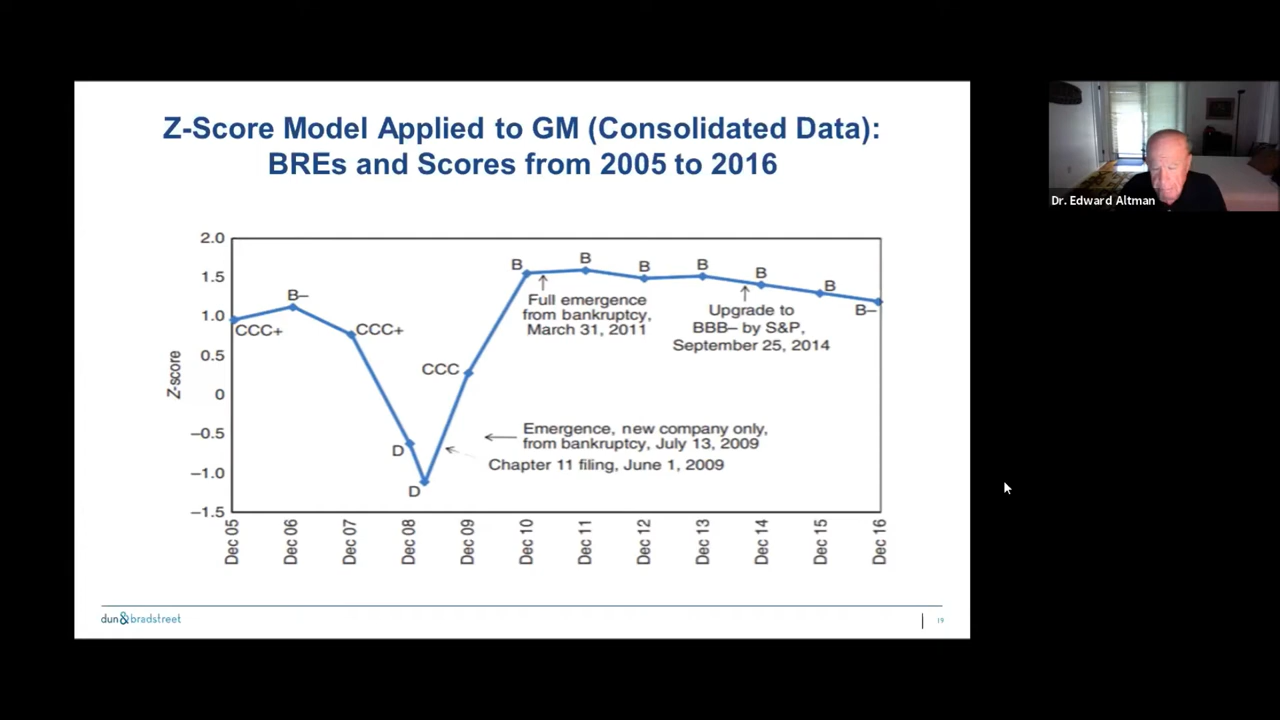 Z-Score Model Applied to GM (Consolidated Data):
BREs and Scores from 2005 to 2016
Dr. Edward Altman
Z-score
2.0
1.5
1.0
0.5
0
–0.5
–1.0
–1.5
CCC+
B–
CCC+
D
D
CCC
B
B
B
B
B
B
B–
Full emergence
from bankruptcy,
March 31, 2011
Upgrade to
BBB– by S&P,
September 25, 2014
Emergence, new company only,
from bankruptcy, July 13, 2009
Chapter 11 filing, June 1, 2009
Dec 05
Dec 06
Dec 07
Dec 08
Dec 09
Dec 10
Dec 11
Dec 12
Dec 13
Dec 14
Dec 15
Dec 16
dun&bradstreet
19